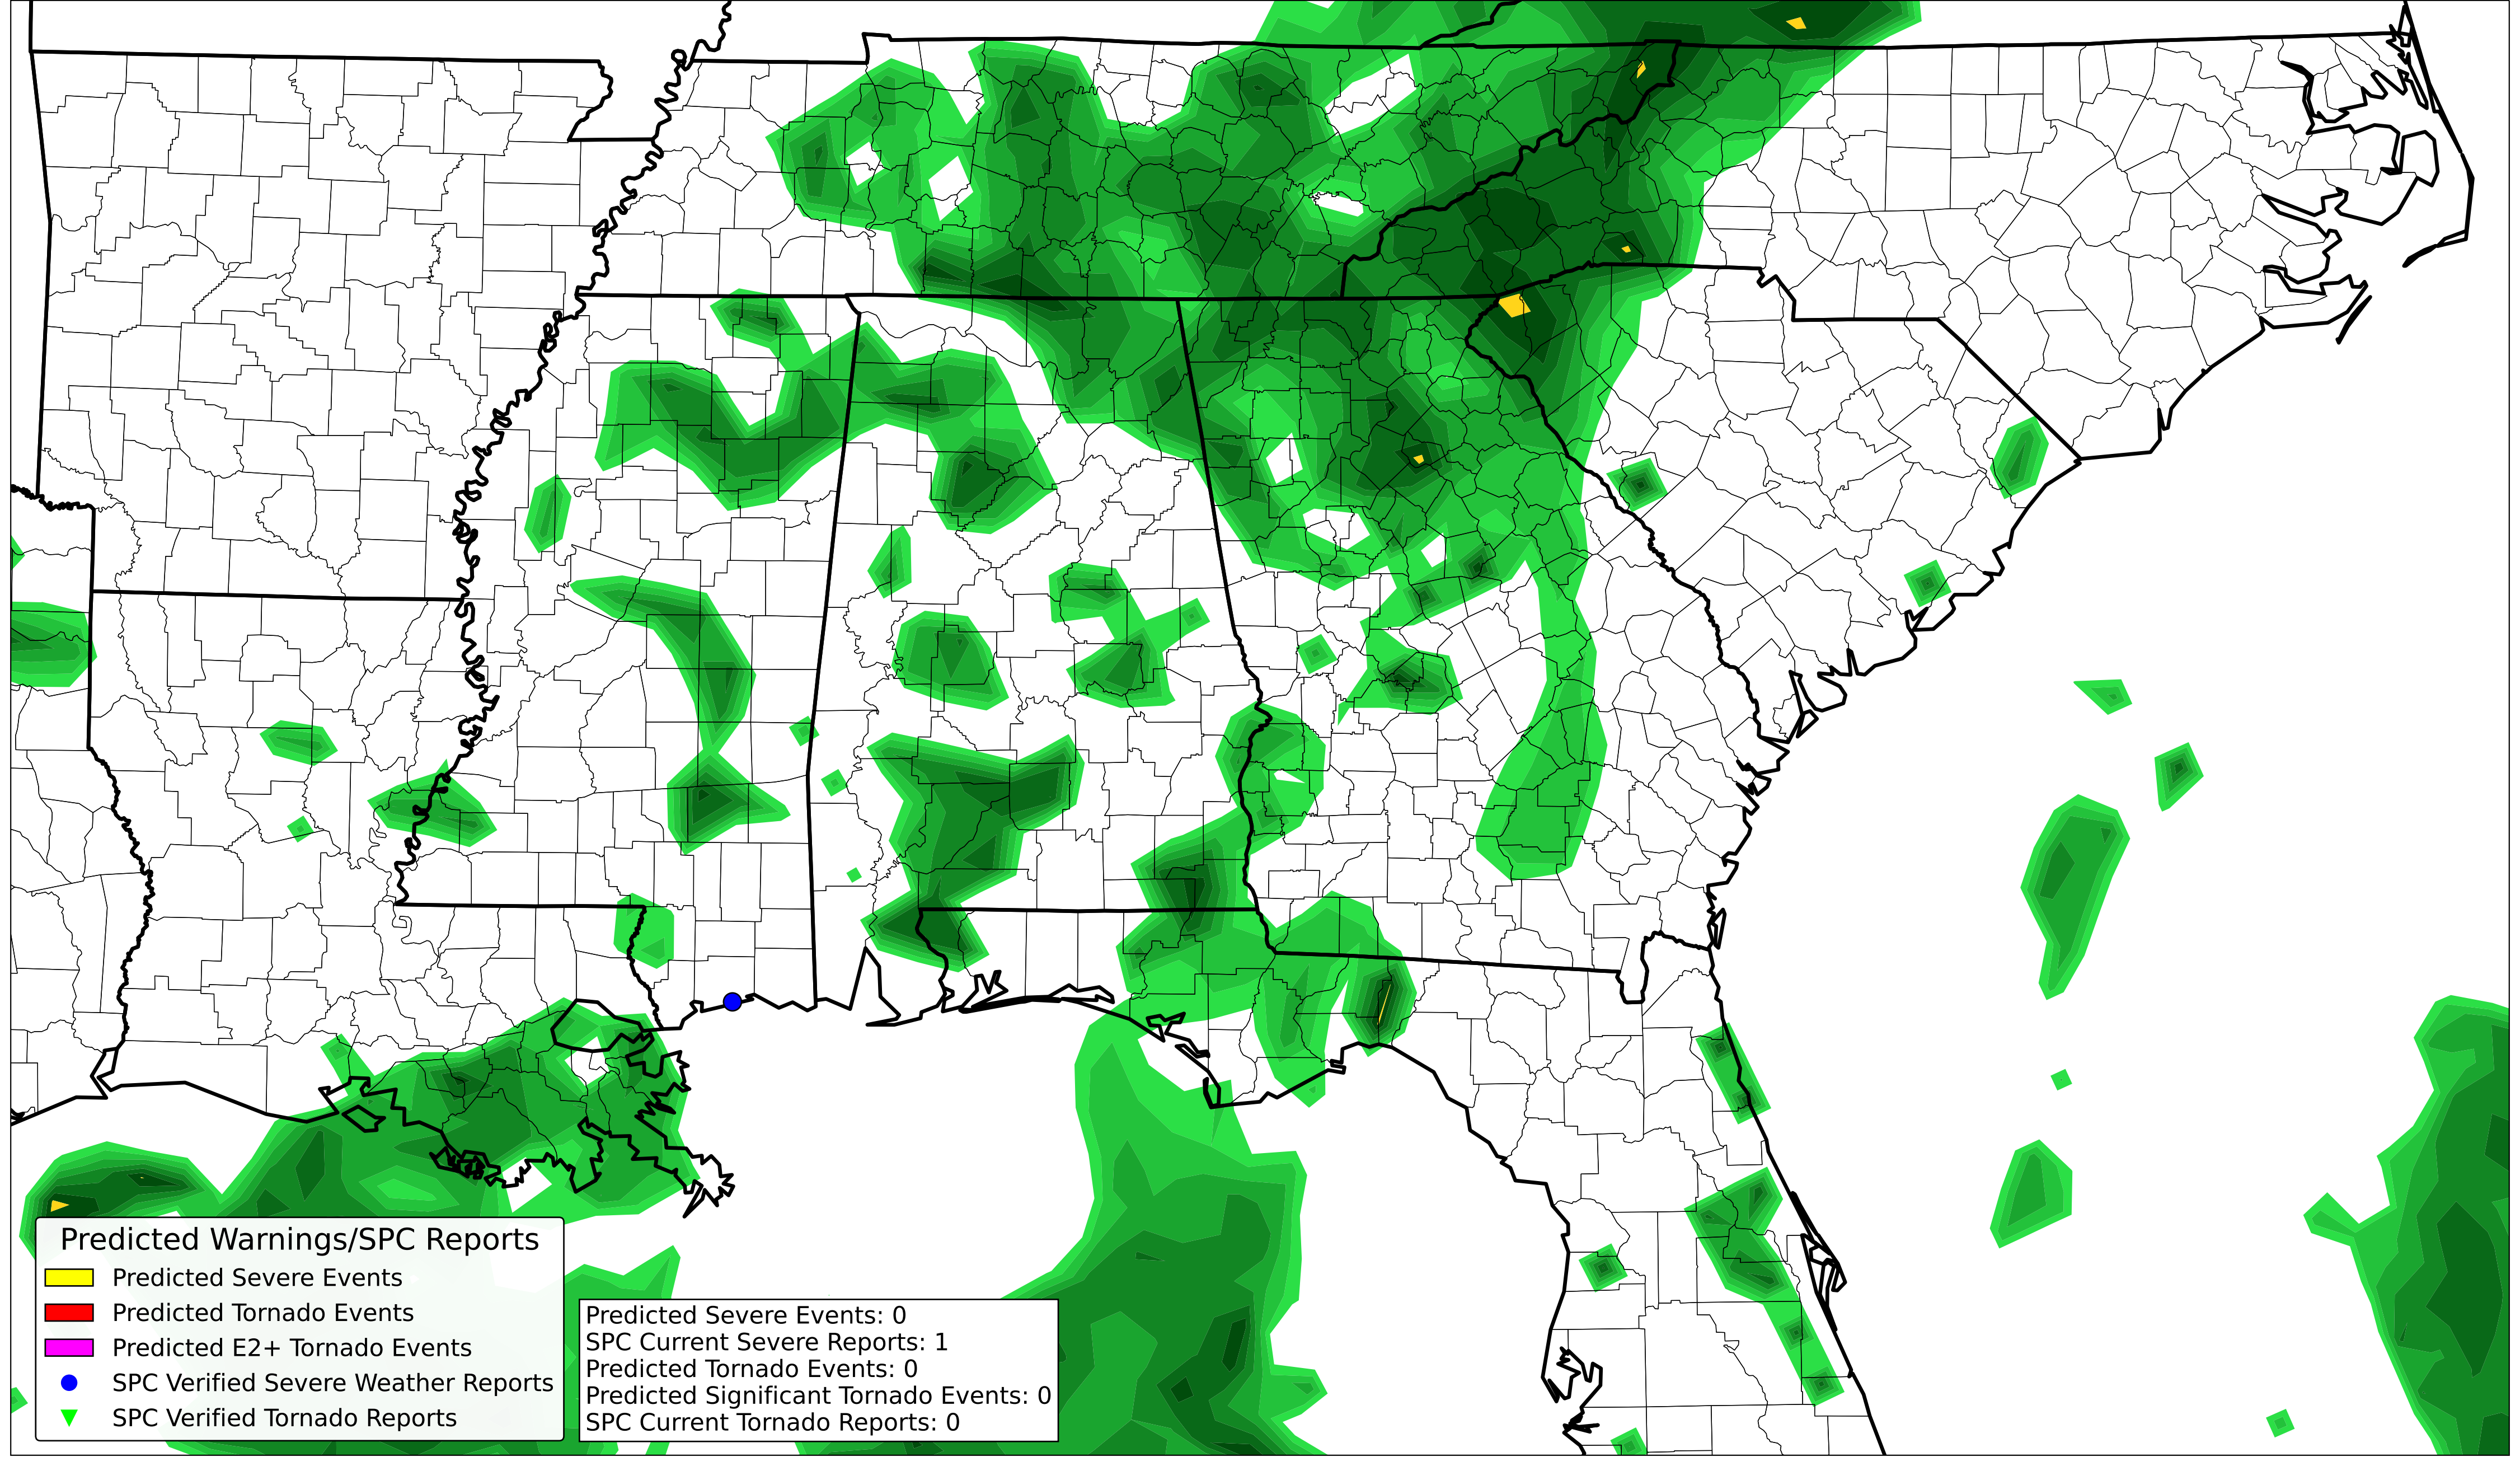 Predicted Warnings/SPC Reports
Predicted Severe Events
Predicted Tornado Events
Predicted E2+ Tornado Events
SPC Verified Severe Weather Reports
SPC Verified Tornado Reports
Predicted Severe Events: 0
SPC Current Severe Reports: 1
Predicted Tornado Events: 0
Predicted Significant Tornado Events: 0
SPC Current Tornado Reports: 0